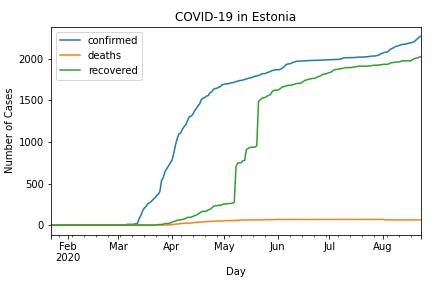 COVID-19 in Estonia
confirmed
deaths
recovered
Number of Cases
2000
1500
1000
500
0
Feb Mar Apr May Jun Jul Aug
2020
Day